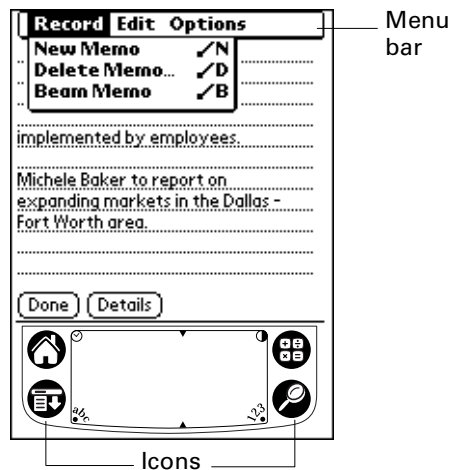 Record Edit Options
Menu
bar
New Memo ✓N
Delete Memo... ✓D
Beam Memo ✓B
implemented by employees.
Michele Baker to report on
expanding markets in the Dallas -
Fort Worth area.
Done Details
abc
123
Icons